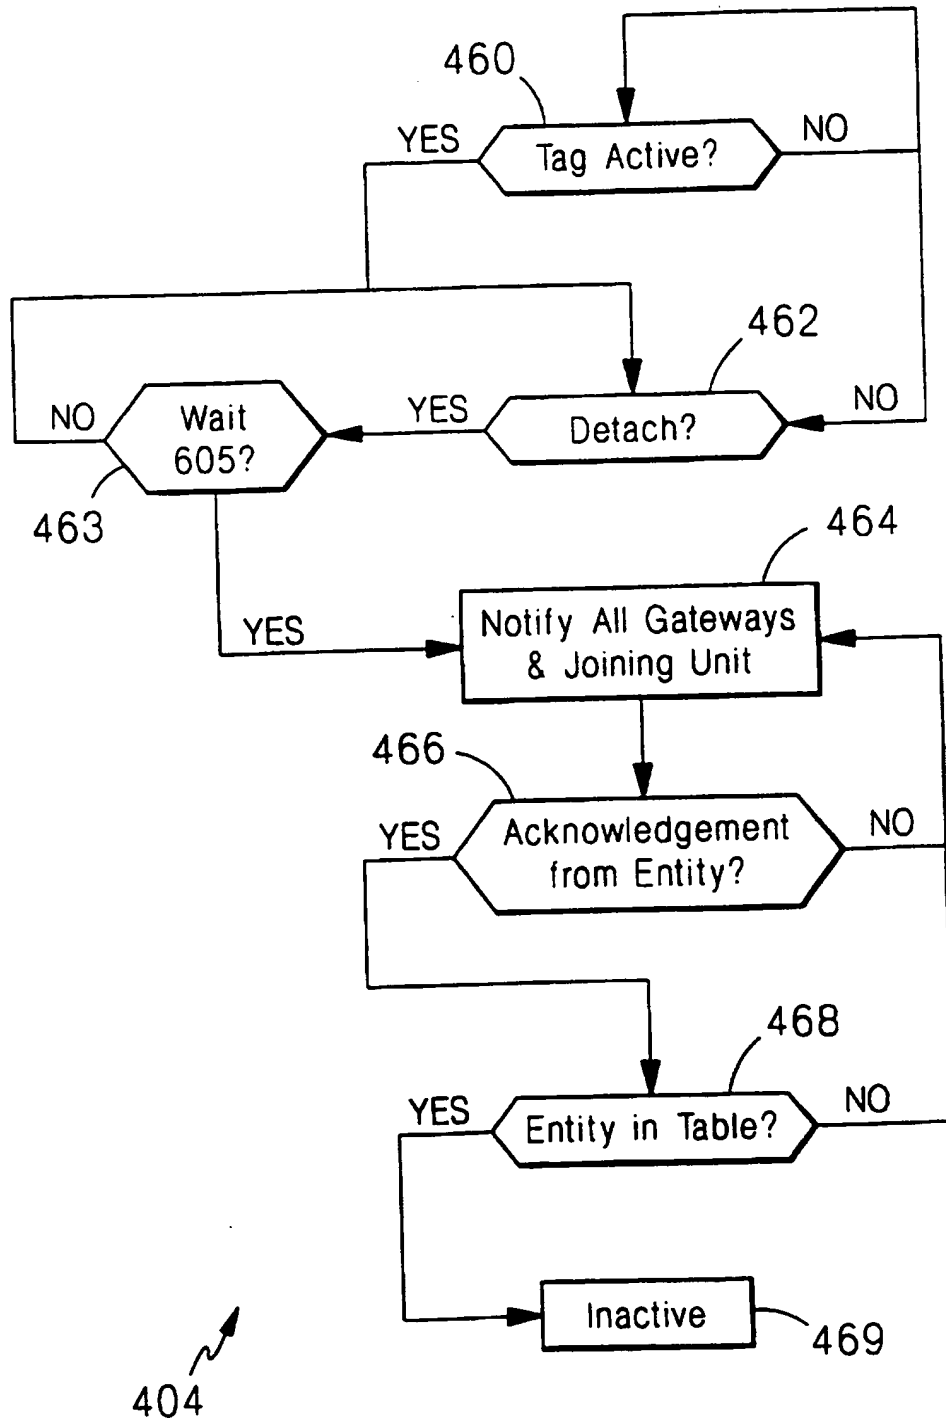 460
YES
Tag Active?
NO
462
NO
Wait
605?
YES
Detach?
NO
463
464
YES
Notify All Gateways
& Joining Unit
466
YES
Acknowledgement
from Entity?
NO
468
YES
Entity in Table?
NO
Inactive
469
404